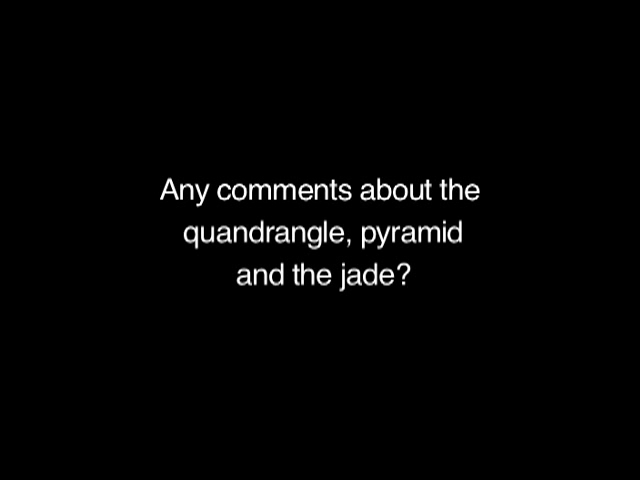 Any comments about the
quandrangle, pyramid
and the jade?